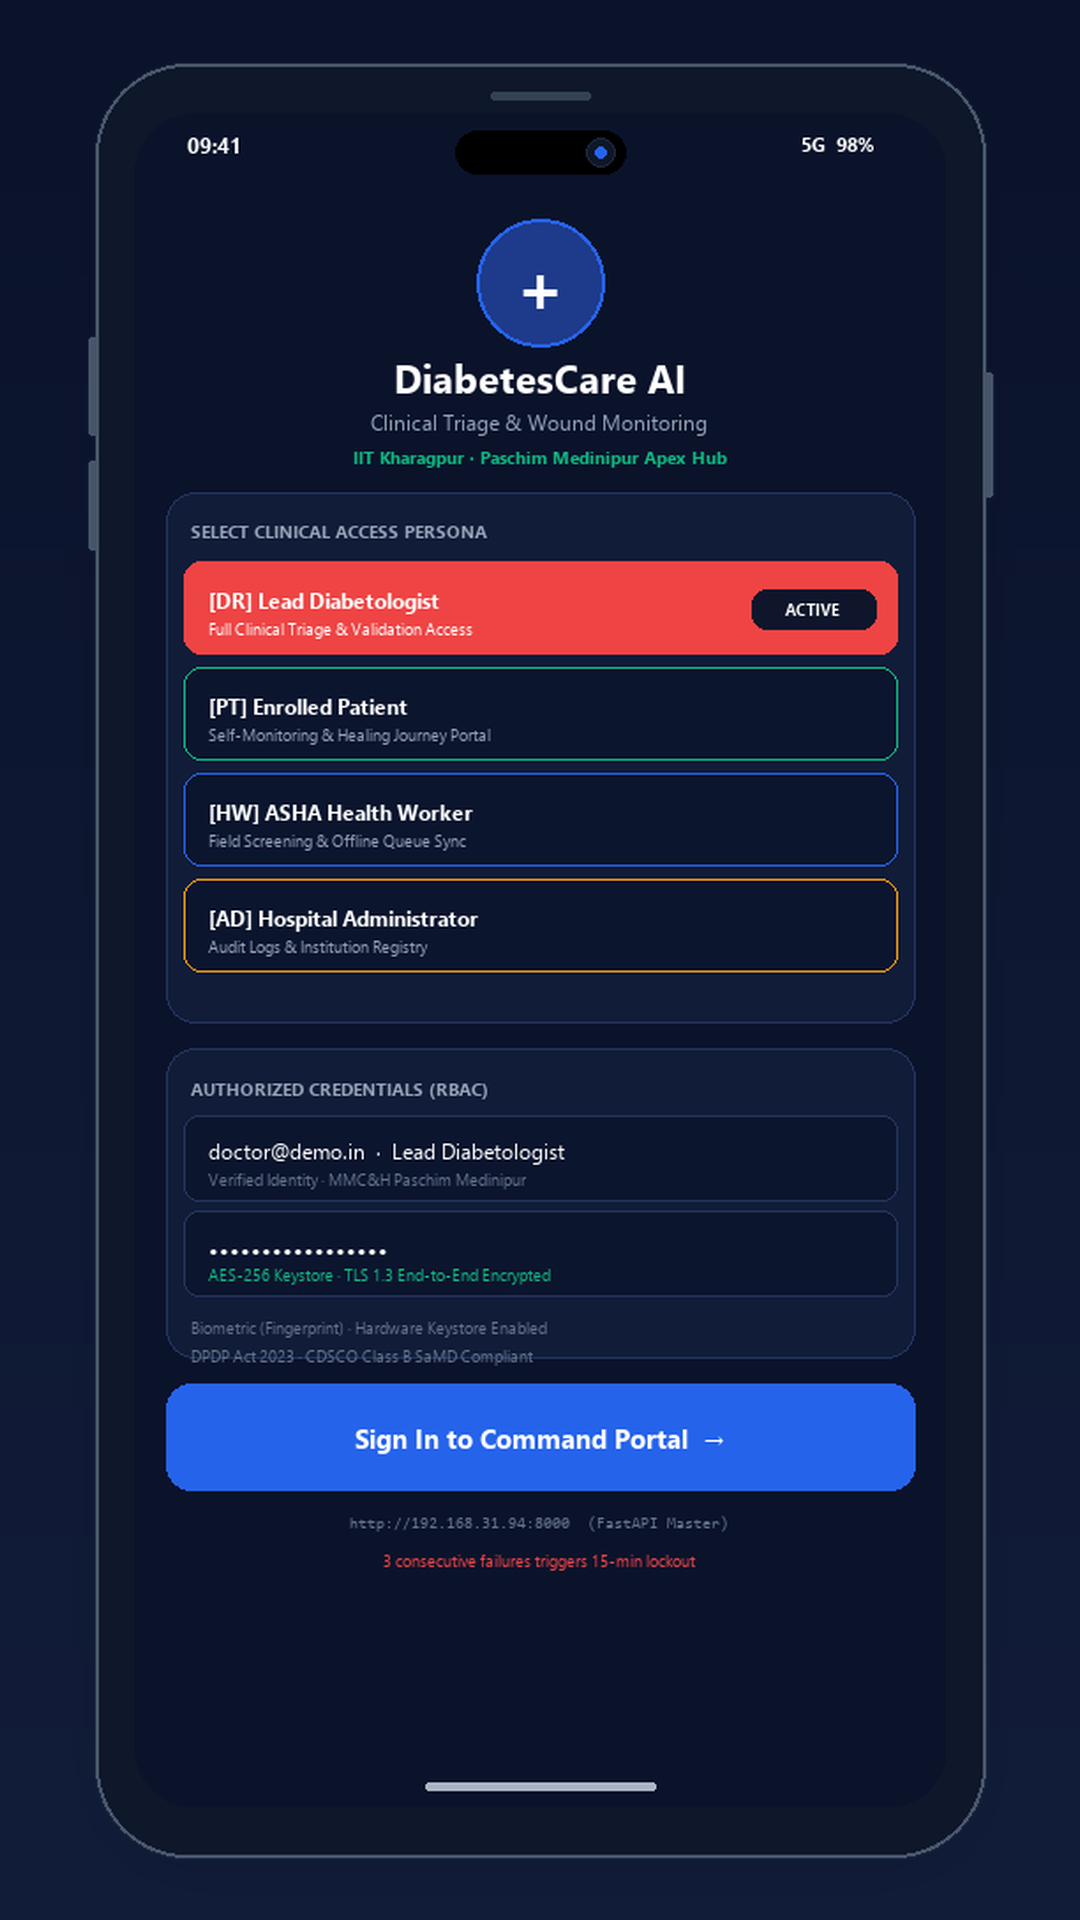 09:41
5G 98%
+
DiabetesCare AI
Clinical Triage & Wound Monitoring
IIT Kharagpur · Paschim Medinipur Apex Hub
SELECT CLINICAL ACCESS PERSONA
[DR] Lead Diabetologist
Full Clinical Triage & Validation Access
ACTIVE
[PT] Enrolled Patient
Self-Monitoring & Healing Journey Portal
[HW] ASHA Health Worker
Field Screening & Offline Queue Sync
[AD] Hospital Administrator
Audit Logs & Institution Registry
AUTHORIZED CREDENTIALS (RBAC)
doctor@demo.in · Lead Diabetologist
Verified Identity · MMC&H Paschim Medinipur
•••••••••••••••••
AES-256 Keystore · TLS 1.3 End-to-End Encrypted
Biometric (Fingerprint) · Hardware Keystore Enabled
DPDP Act 2023 · CDSCO Class B SaMD Compliant
Sign In to Command Portal →
http://192.168.31.94:8000 (FastAPI Master)
3 consecutive failures triggers 15-min lockout